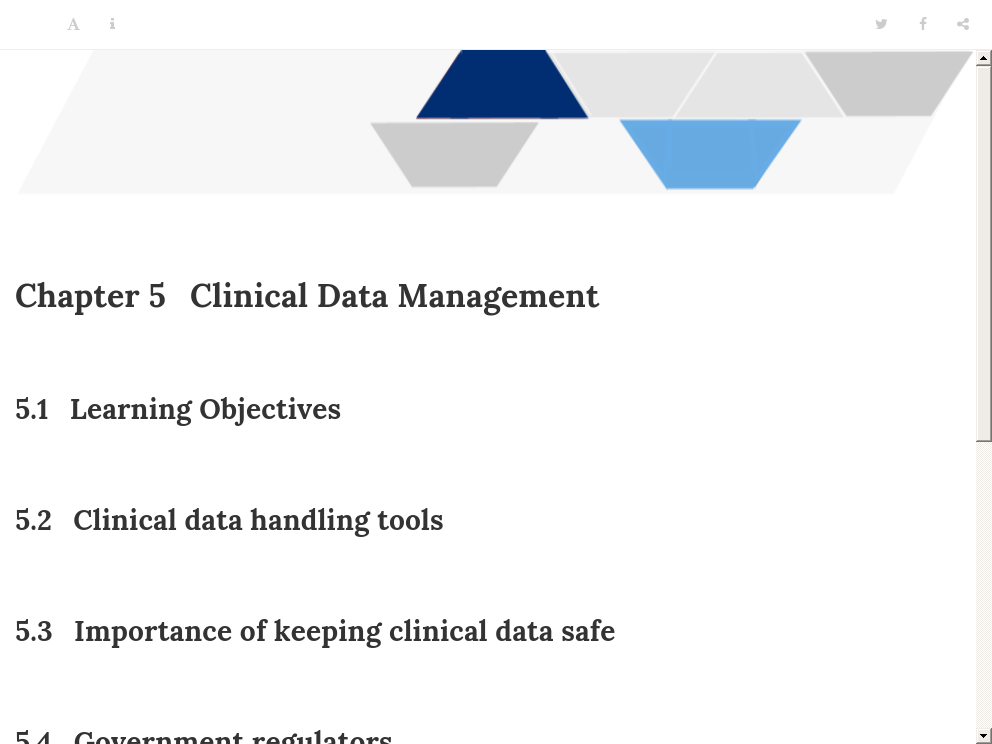 Chapter 5 Clinical Data Management
5.1 Learning Objectives
5.2 Clinical data handling tools
5.3 Importance of keeping clinical data safe
5.4 Government regulators